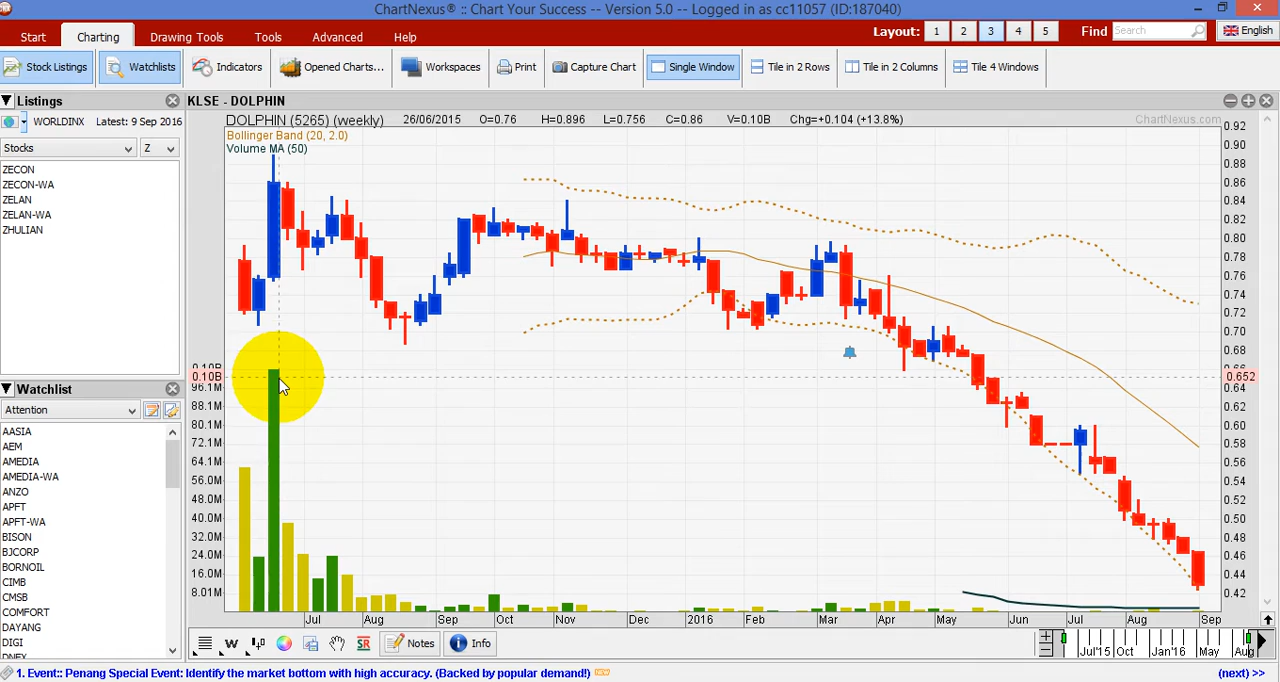 ChartNexus® :: Chart Your Success -- Version 5.0 -- Logged in as cc11057 (ID:187040)
Start Charting Drawing Tools Tools Advanced Help Layout: 1 2 3 4 5 Find Search English
Stock Listings Watchlists Indicators Opened Charts... Workspaces Print Capture Chart Single Window Tile in 2 Rows Tile in 2 Columns Tile 4 Windows
Listings
WORLDINX Latest: 9 Sep 2016
Stocks Z
ZECON
ZECON-WA
ZELAN
ZELAN-WA
ZHULIAN
Watchlist
Attention
AASIA
AEM
AMEDIA
AMEDIA-WA
ANZO
APFT
APFT-WA
BISON
BJCORP
BORNOIL
CIMB
CMSB
COMFORT
DAYANG
DIGI
KLSE - DOLPHIN
DOLPHIN (5265) (weekly) 26/06/2015 O=0.76 H=0.896 L=0.756 C=0.86 V=0.10B Chg=+0.104 (+13.8%) ChartNexus.com
Bollinger Band (20, 2.0)
Volume MA (50)
0.92
0.90
0.88
0.86
0.84
0.82
0.80
0.78
0.76
0.74
0.72
0.70
0.68
0.652
0.64
0.62
0.60
0.58
0.56
0.54
0.52
0.50
0.48
0.46
0.44
0.42
0.10B
96.1M
88.1M
80.1M
72.1M
64.1M
56.0M
48.0M
40.0M
32.0M
24.0M
16.0M
8.01M
Jul Aug Sep Oct Nov Dec 2016 Feb Mar Apr May Jun Jul Aug Sep
W SR Notes Info
Jul'15 Oct Jan'16 May Aug
1. Event:: Penang Special Event: Identify the market bottom with high accuracy. (Backed by popular demand!) (next) >>